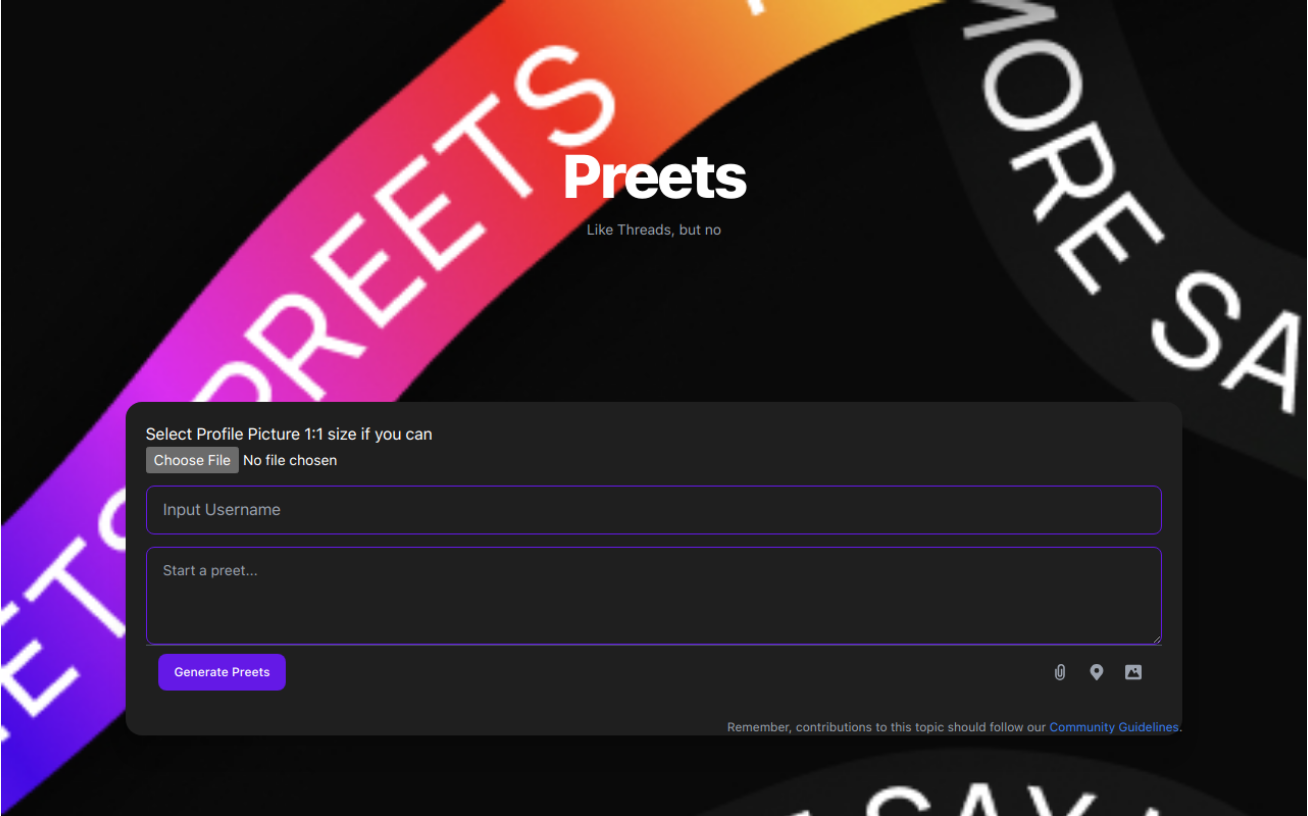 PREETS
MORE SA
Preets
Like Threads, but no
Select Profile Picture 1:1 size if you can
Choose File No file chosen
Input Username
Start a preet...
ETS
Generate Preets
Remember, contributions to this topic should follow our Community Guidelines.
SAY